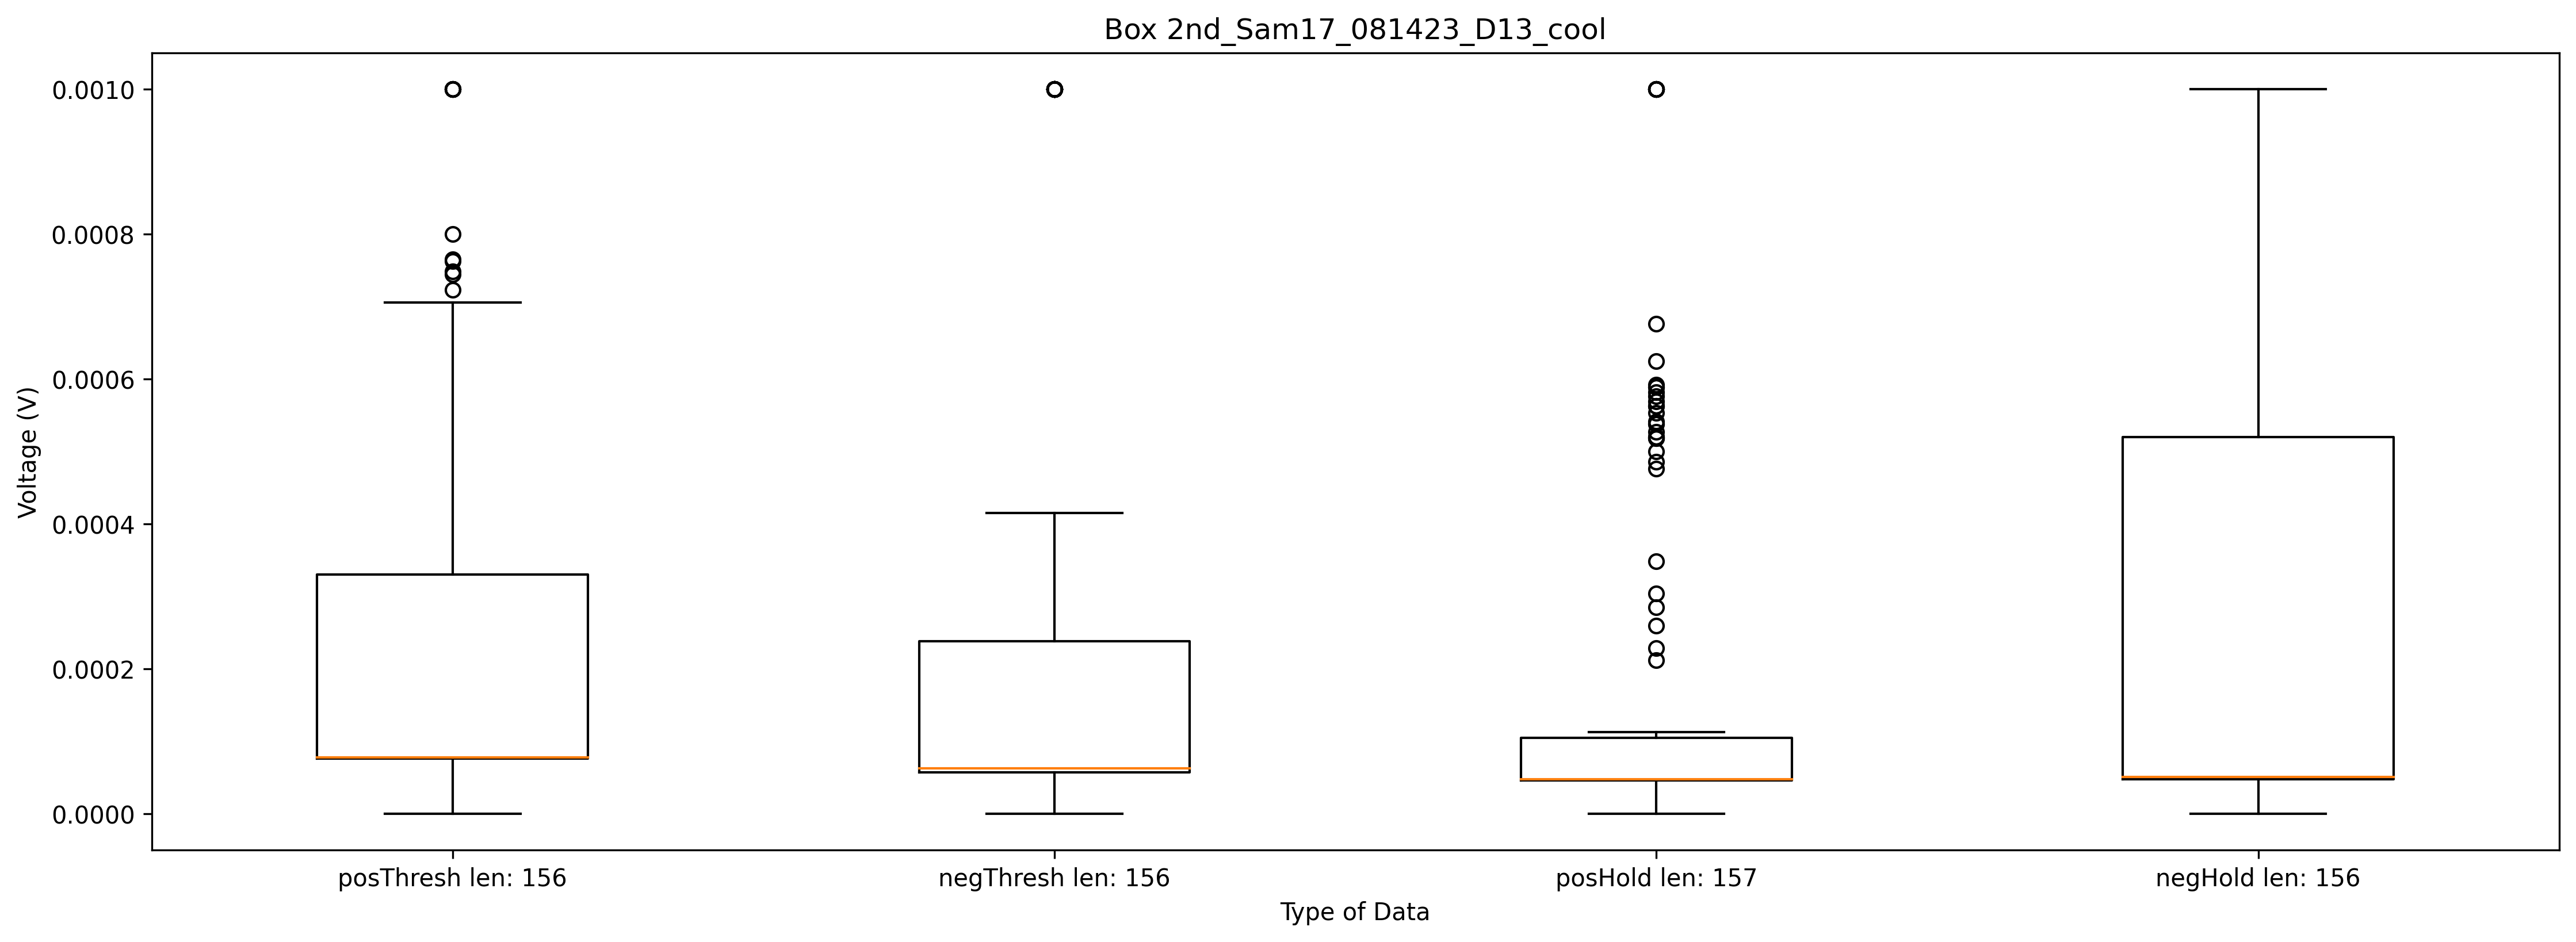 Box 2nd_Sam17_081423_D13_cool
0.0010
0.0008
0.0006
0.0004
0.0002
0.0000
Voltage (V)
posThresh len: 156
negThresh len: 156
posHold len: 157
negHold len: 156
Type of Data